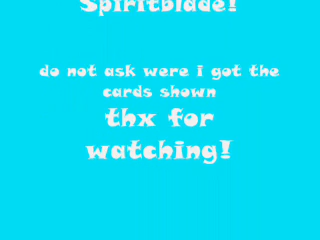 Spiritblade!
do not ask were i got the
cards shown
thx for
watching!